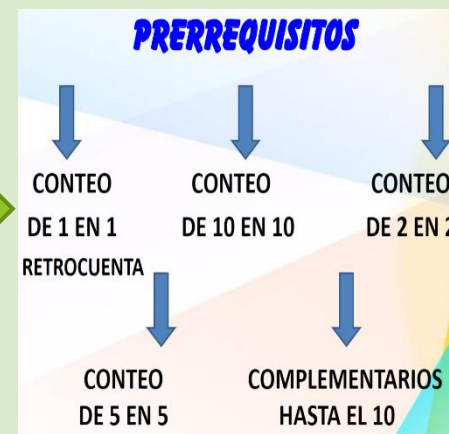 PRERREQUISITOS
CONTEO CONTEO CONTEO
DE 1 EN 1 DE 10 EN 10 DE 2 EN 2
RETROCUENTA
CONTEO COMPLEMENTARIOS
DE 5 EN 5 HASTA EL 10